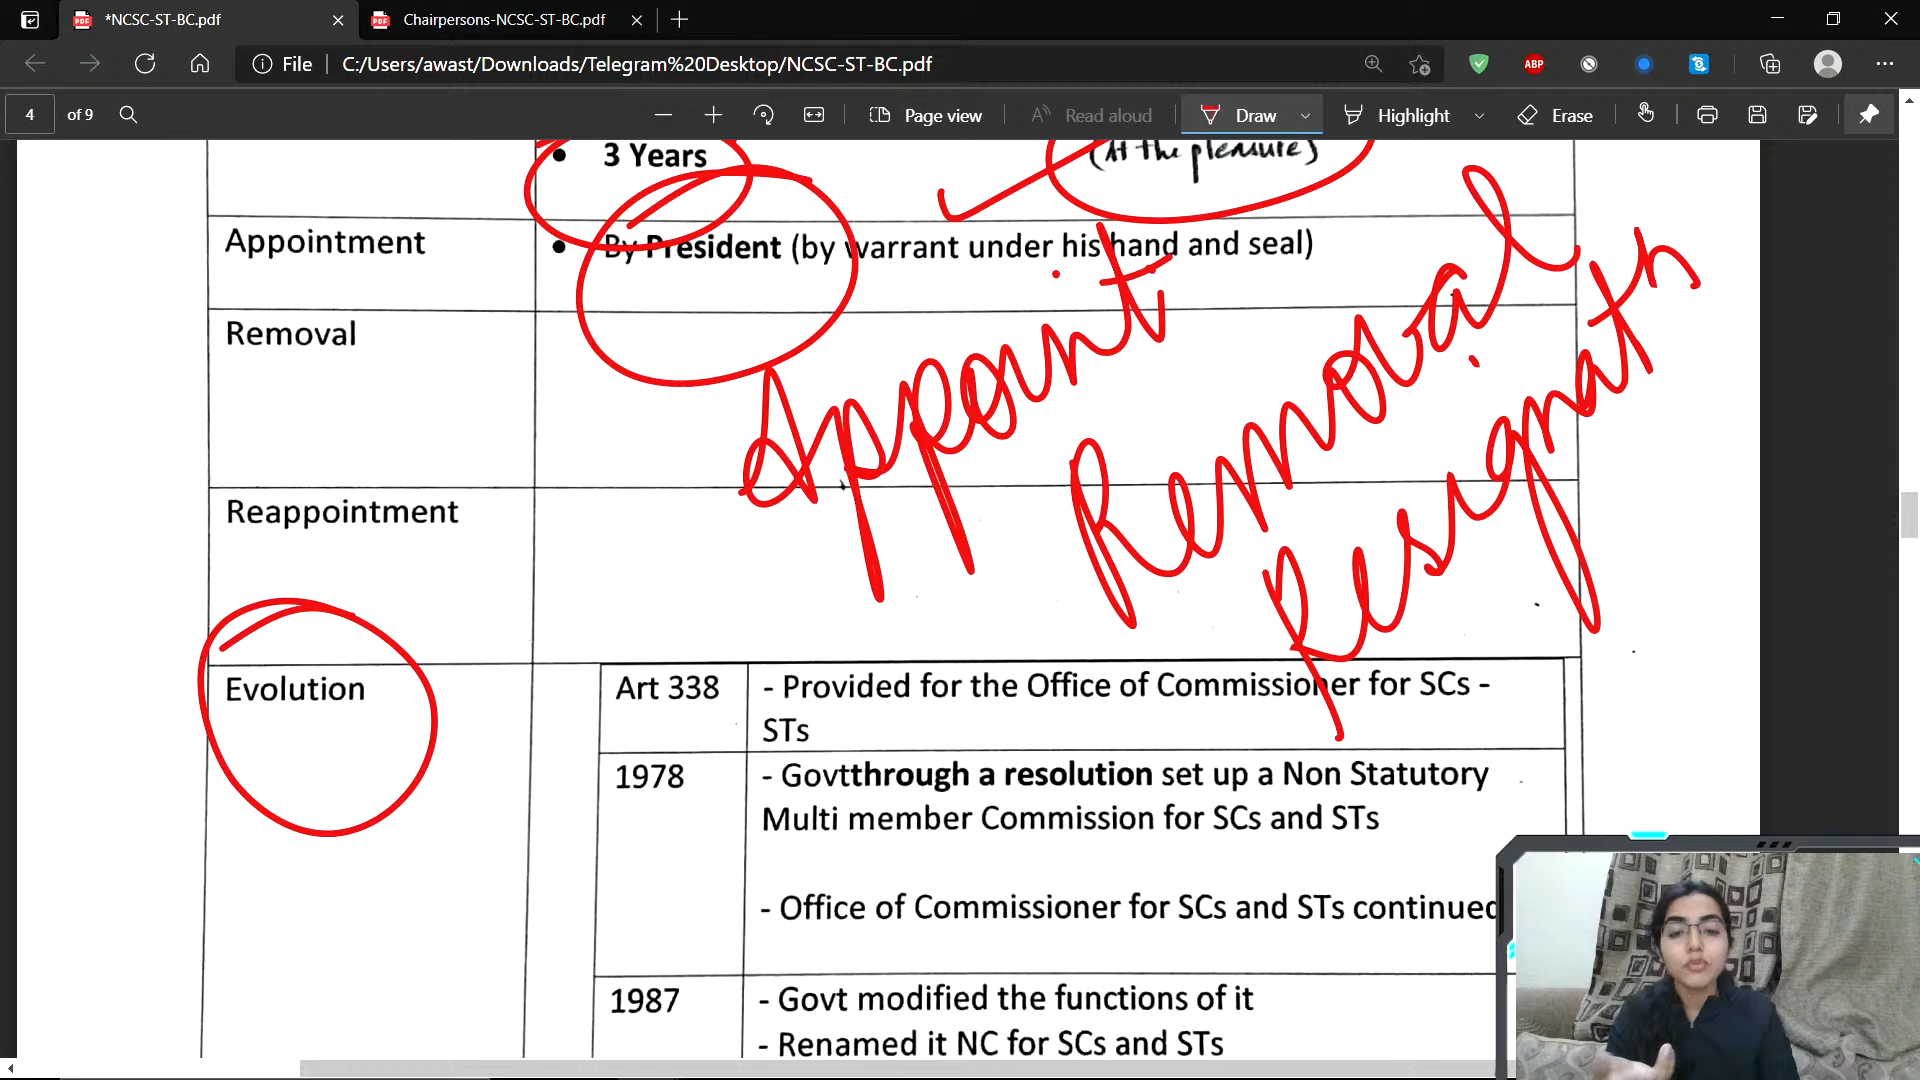 *NCSC-ST-BC.pdf
Chairpersons-NCSC-ST-BC.pdf
File
C:/Users/awast/Downloads/Telegram%20Desktop/NCSC-ST-BC.pdf
ABP
4 of 9
Page view
Read aloud
Draw
Highlight
Erase
• 3 Years
(At the pleasure)
Appointment
• By President (by warrant under his hand and seal)
Removal
Appoint
Removal
Reappointment
Evolution
Art 338
- Provided for the Office of Commissioner for SCs -
STs
1978
- Govtthrough a resolution set up a Non Statutory
Multi member Commission for SCs and STs
- Office of Commissioner for SCs and STs continued
1987
- Govt modified the functions of it
- Renamed it NC for SCs and STs